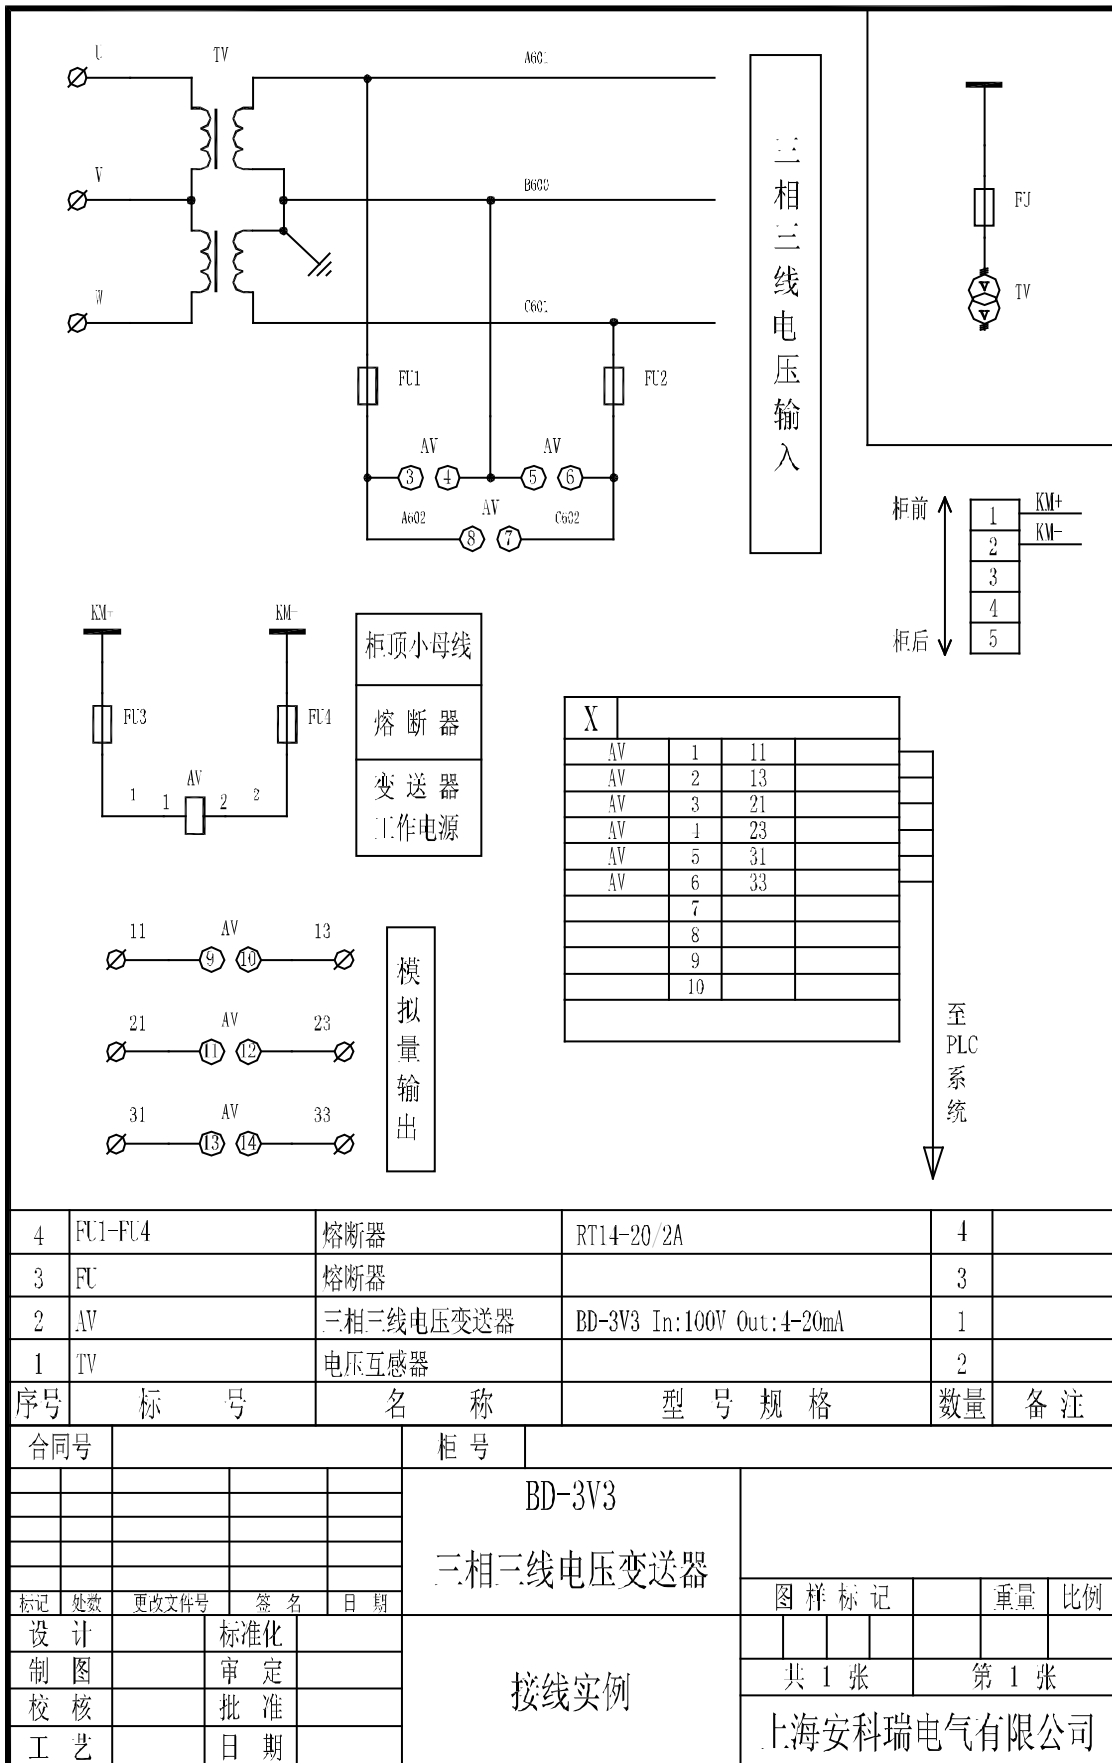 U
TV
A601
V
B600
W
C601
FU1
FU2
AV
AV
3
4
5
6
A602
AV
C602
8
7
三相三线电压输入
FU
TV
柜前
柜后
1 KM+
2 KM-
3
4
5
KM+
KM-
FU3
FU4
AV
1
1
2
2
柜顶小母线
熔断器
变送器
工作电源
X
AV 1 11
AV 2 13
AV 3 21
AV 4 23
AV 5 31
AV 6 33
7
8
9
10
至
PLC
系
统
11 AV 13
9 10
21 AV 23
11 12
31 AV 33
13 14
模拟量输出
4 FU1-FU4 熔断器 RT14-20/2A 4
3 FU 熔断器 3
2 AV 三相三线电压变送器 BD-3V3 In:100V Out:4-20mA 1
1 TV 电压互感器 2
序号 标号 名称 型号规格 数量 备注
合同号 柜号
BD-3V3
三相三线电压变送器
标记 处数 更改文件号 签名 日期
图样标记 重量 比例
设计 标准化
制图 审定
校核 批准
工艺 日期
接线实例
共1张 第1张
上海安科瑞电气有限公司